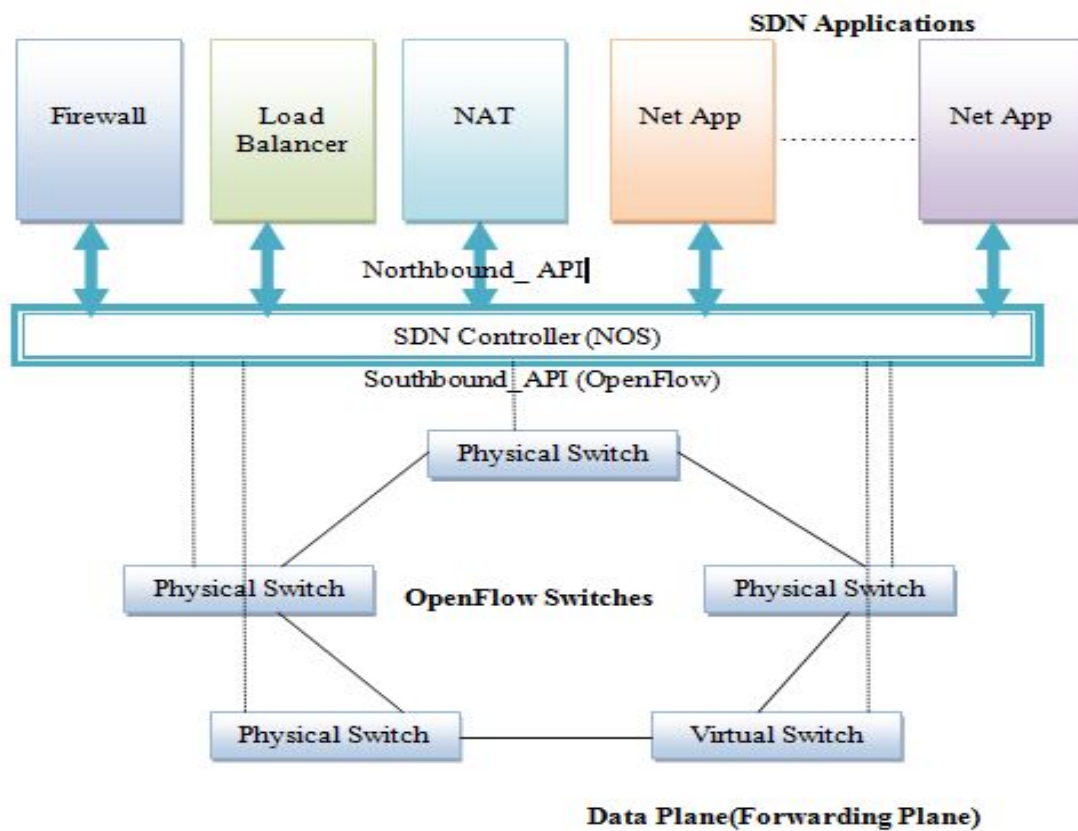 SDN Applications
Firewall
Load
Balancer
NAT
Net App
Net App
Northbound_ API
SDN Controller (NOS)
Southbound_API (OpenFlow)
Physical Switch
Physical Switch
OpenFlow Switches
Physical Switch
Physical Switch
Virtual Switch
Data Plane(Forwarding Plane)